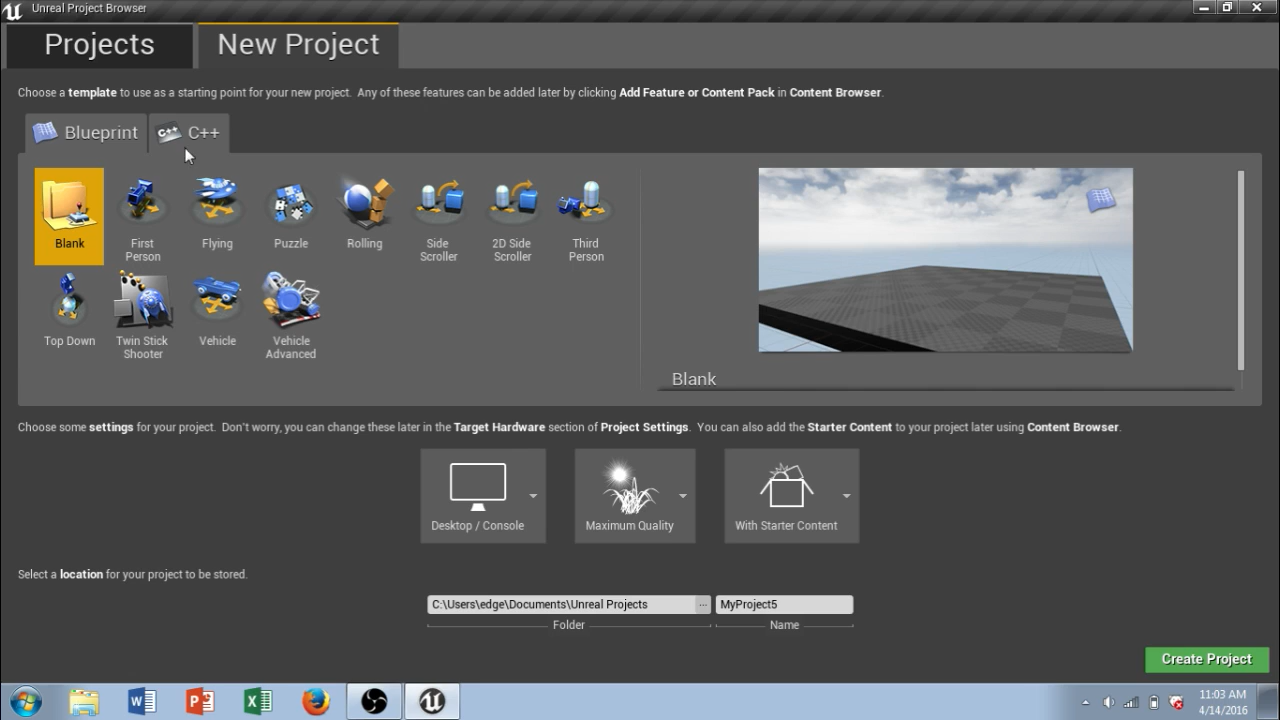 Unreal Project Browser
Projects
New Project
Choose a template to use as a starting point for your new project. Any of these features can be added later by clicking Add Feature or Content Pack in Content Browser.
Blueprint
C++
C++
Blank
First Person
Flying
Puzzle
Rolling
Side Scroller
2D Side Scroller
Third Person
Top Down
Twin Stick Shooter
Vehicle
Vehicle Advanced
Blank
Choose some settings for your project. Don't worry, you can change these later in the Target Hardware section of Project Settings. You can also add the Starter Content to your project later using Content Browser.
Desktop / Console
Maximum Quality
With Starter Content
Select a location for your project to be stored.
C:\Users\edge\Documents\Unreal Projects
...
MyProject5
Folder
Name
Create Project
11:03 AM
4/14/2016